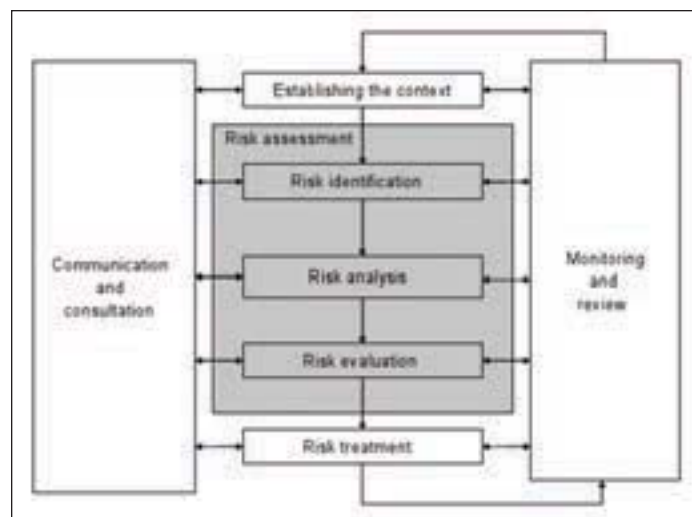 Establishing the context
Risk assessment
Risk identification
Communication
and
consultation
Risk analysis
Monitoring
and
review
Risk evaluation
Risk treatment